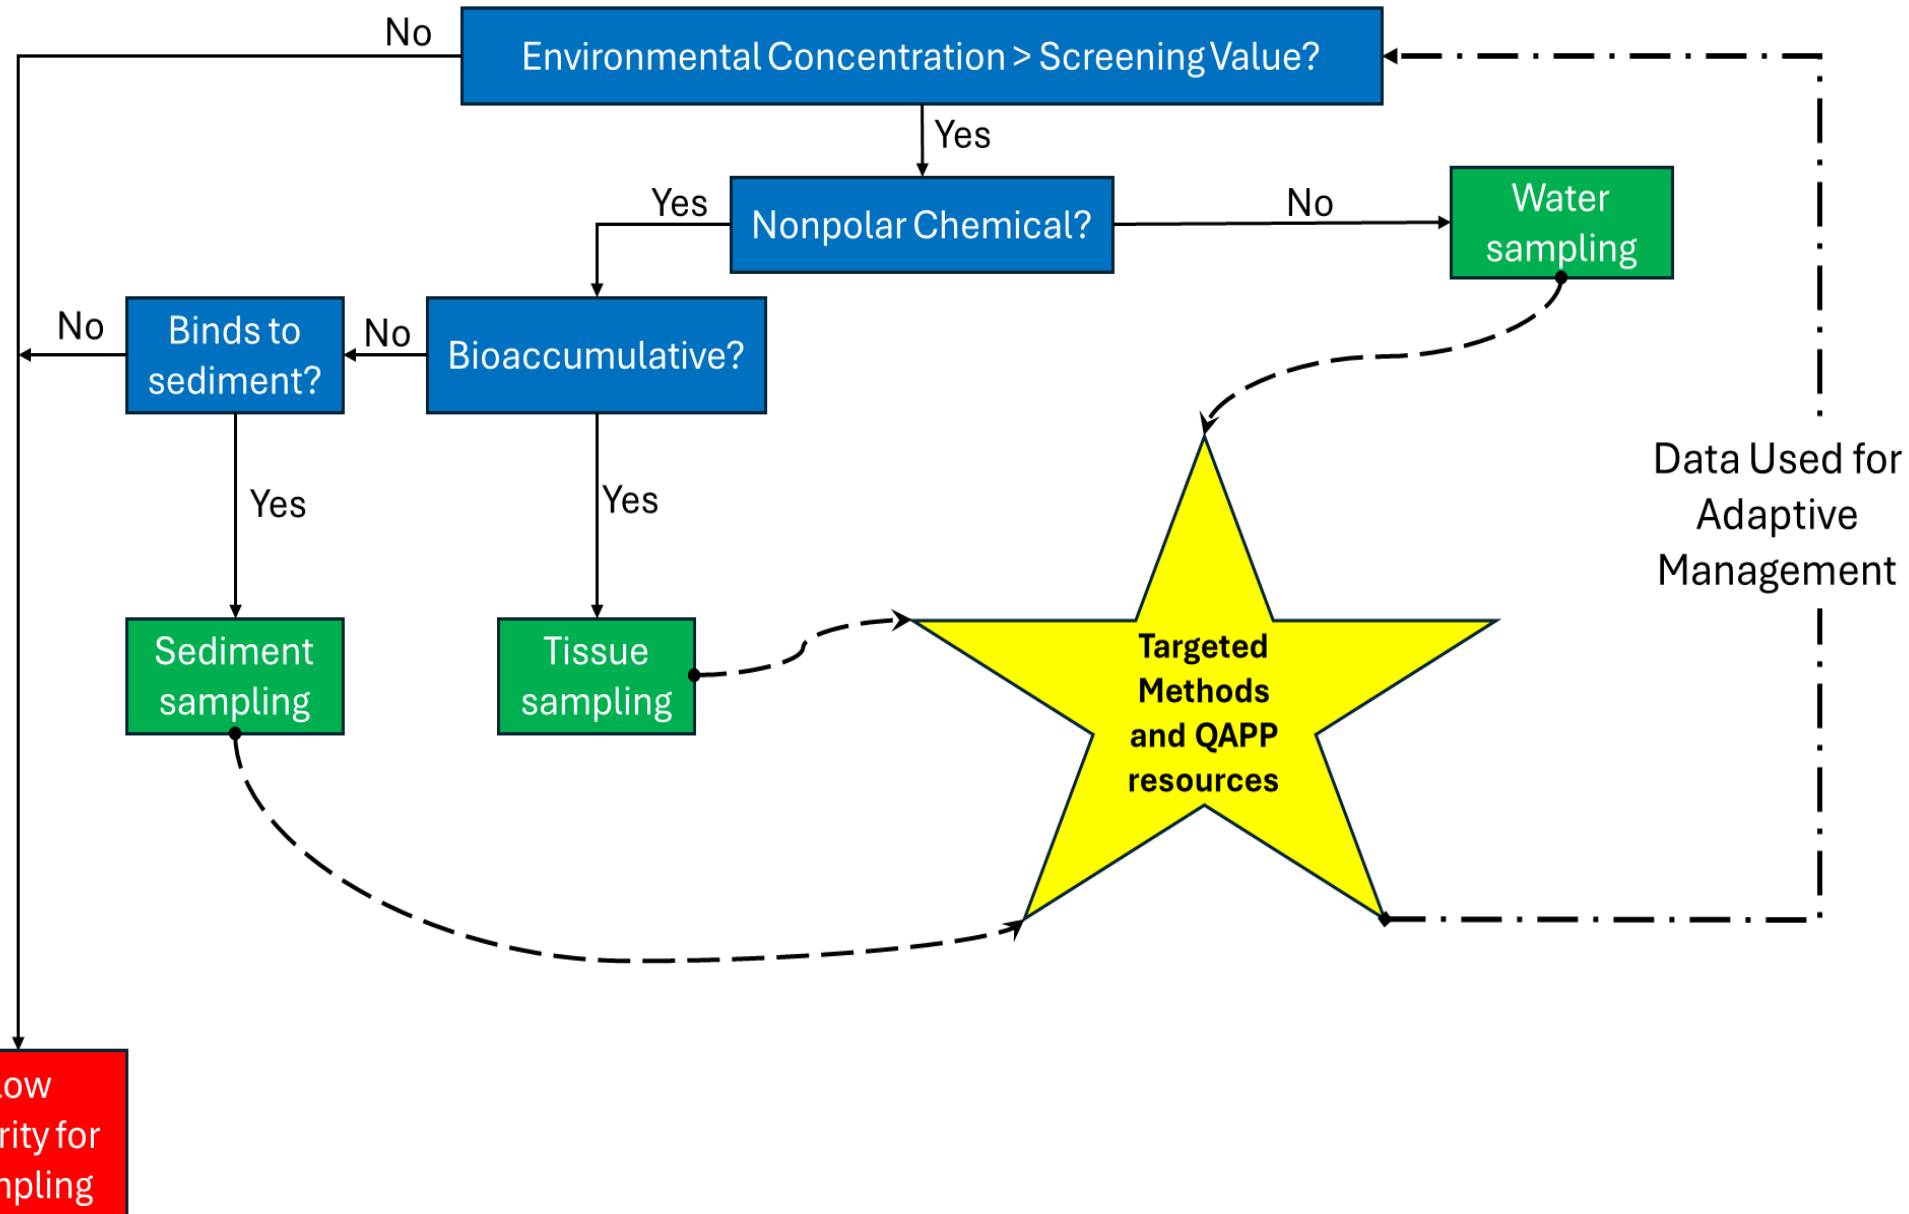 No
Environmental Concentration > Screening Value?
Yes
Yes
Nonpolar Chemical?
No
Water
sampling
No
Binds to
sediment?
No
Bioaccumulative?
Yes
Yes
Data Used for
Adaptive
Management
Sediment
sampling
Tissue
sampling
Targeted
Methods
and QAPP
resources
for